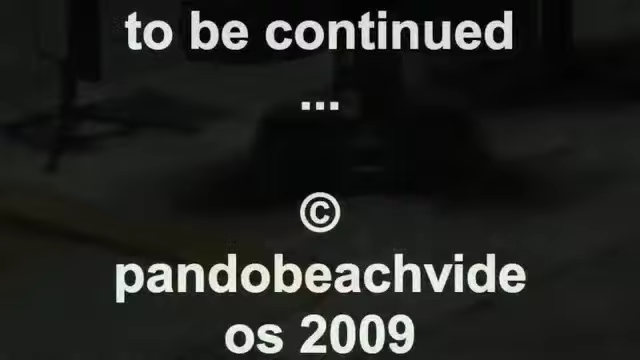 to be continued
...
©
pandobeachvide
os 2009